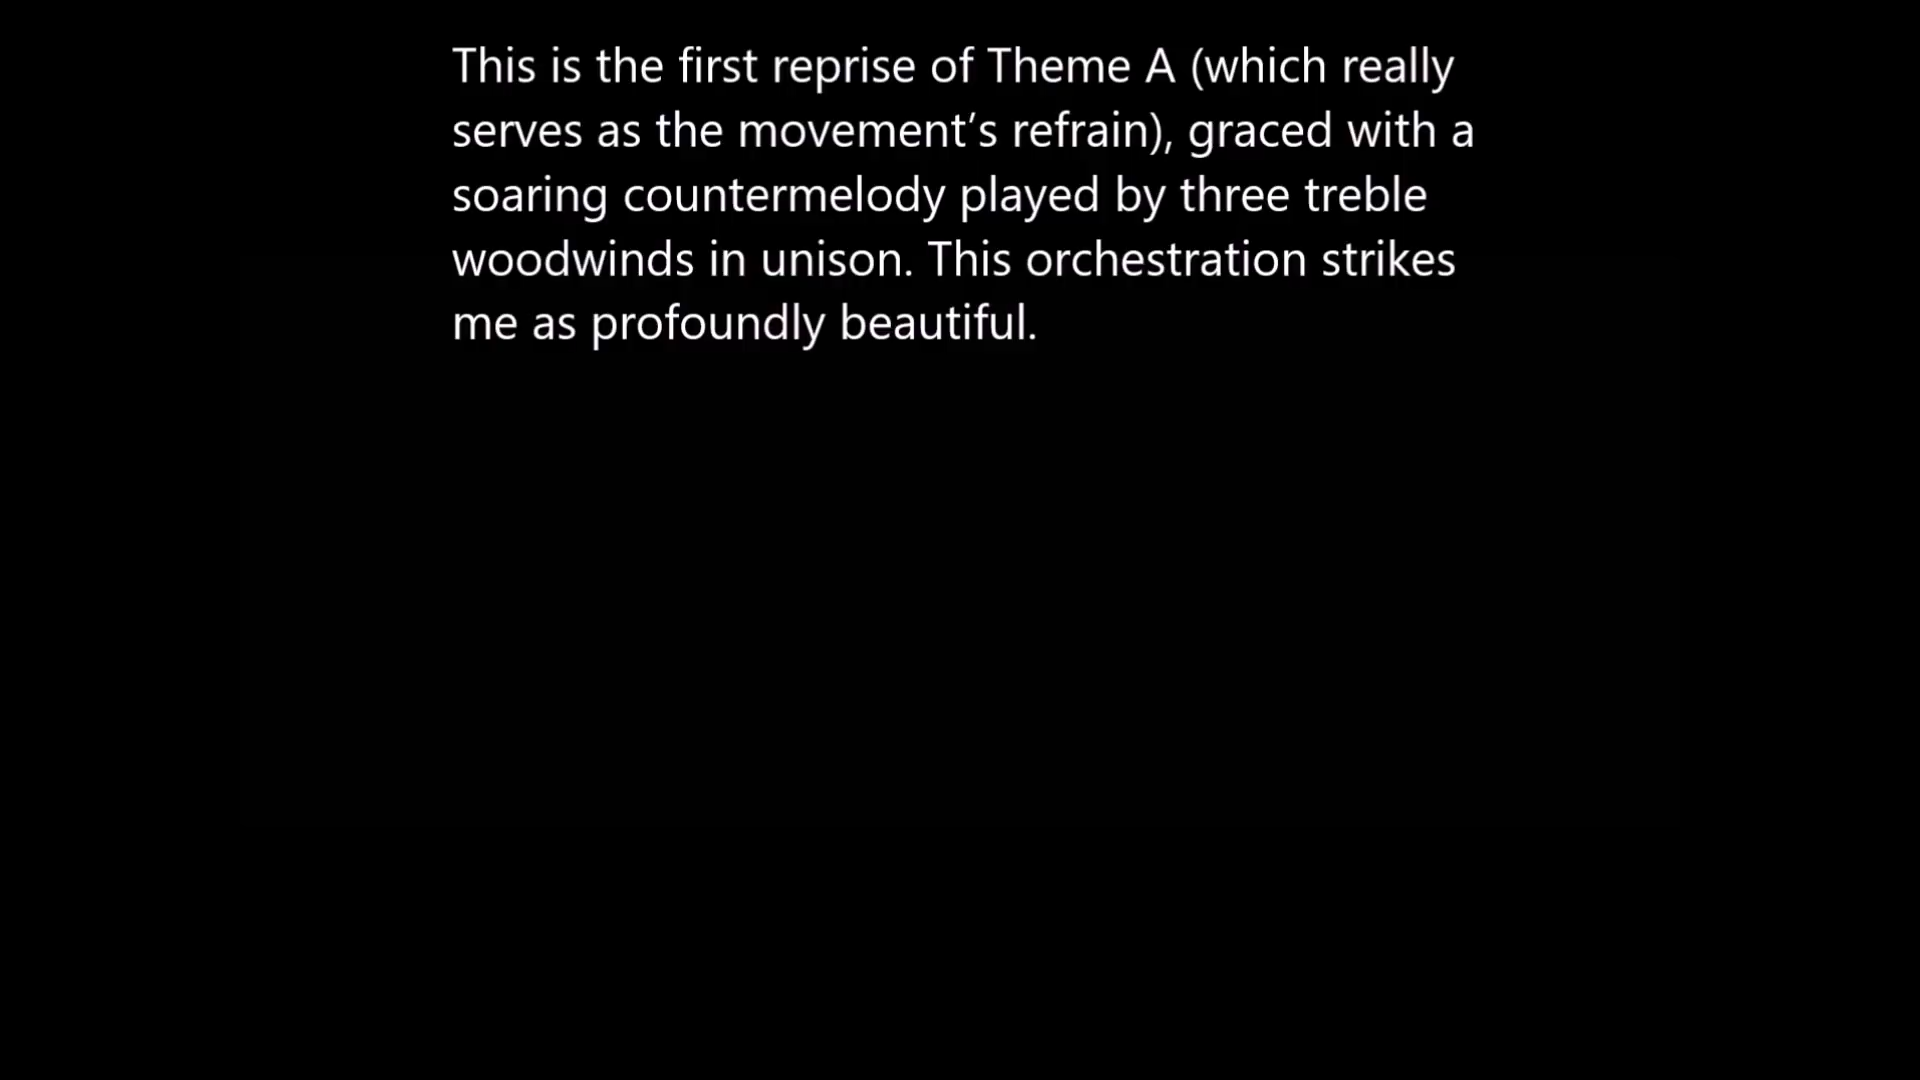 This is the first reprise of Theme A (which really
serves as the movement’s refrain), graced with a
soaring countermelody played by three treble
woodwinds in unison. This orchestration strikes
me as profoundly beautiful.